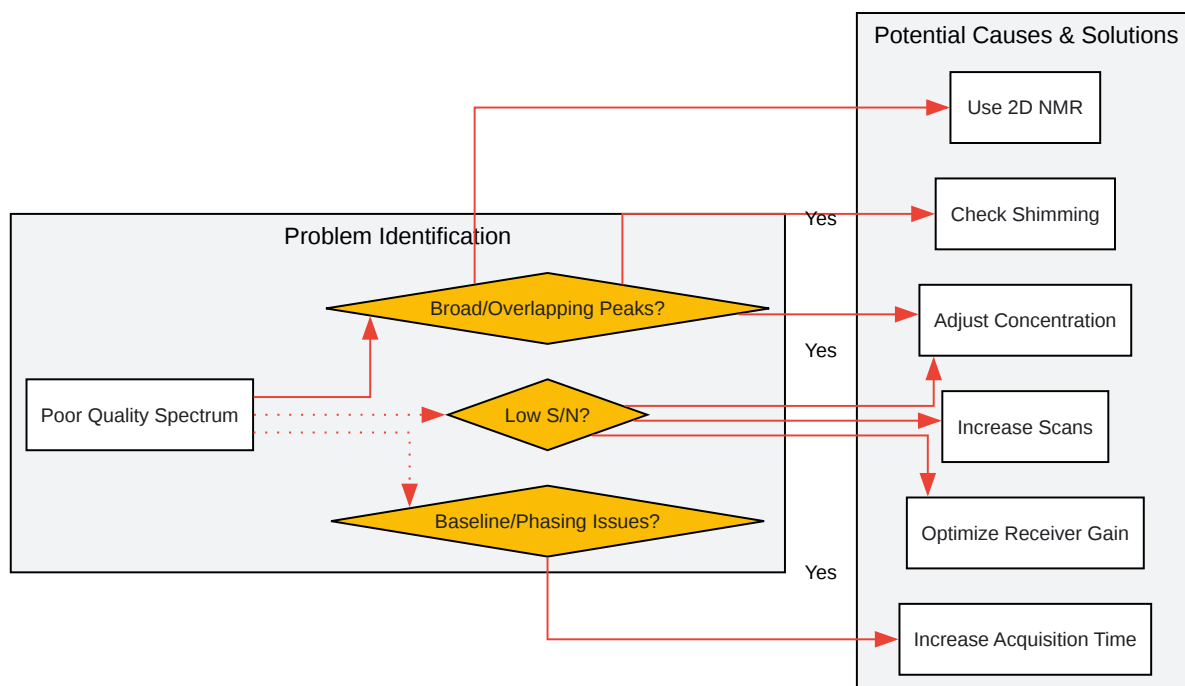 Potential Causes & Solutions
Use 2D NMR
Check Shimming
Yes
Problem Identification
Broad/Overlapping Peaks?
Adjust Concentration
Yes
Poor Quality Spectrum
Low S/N?
Increase Scans
Baseline/Phasing Issues?
Optimize Receiver Gain
Yes
Increase Acquisition Time